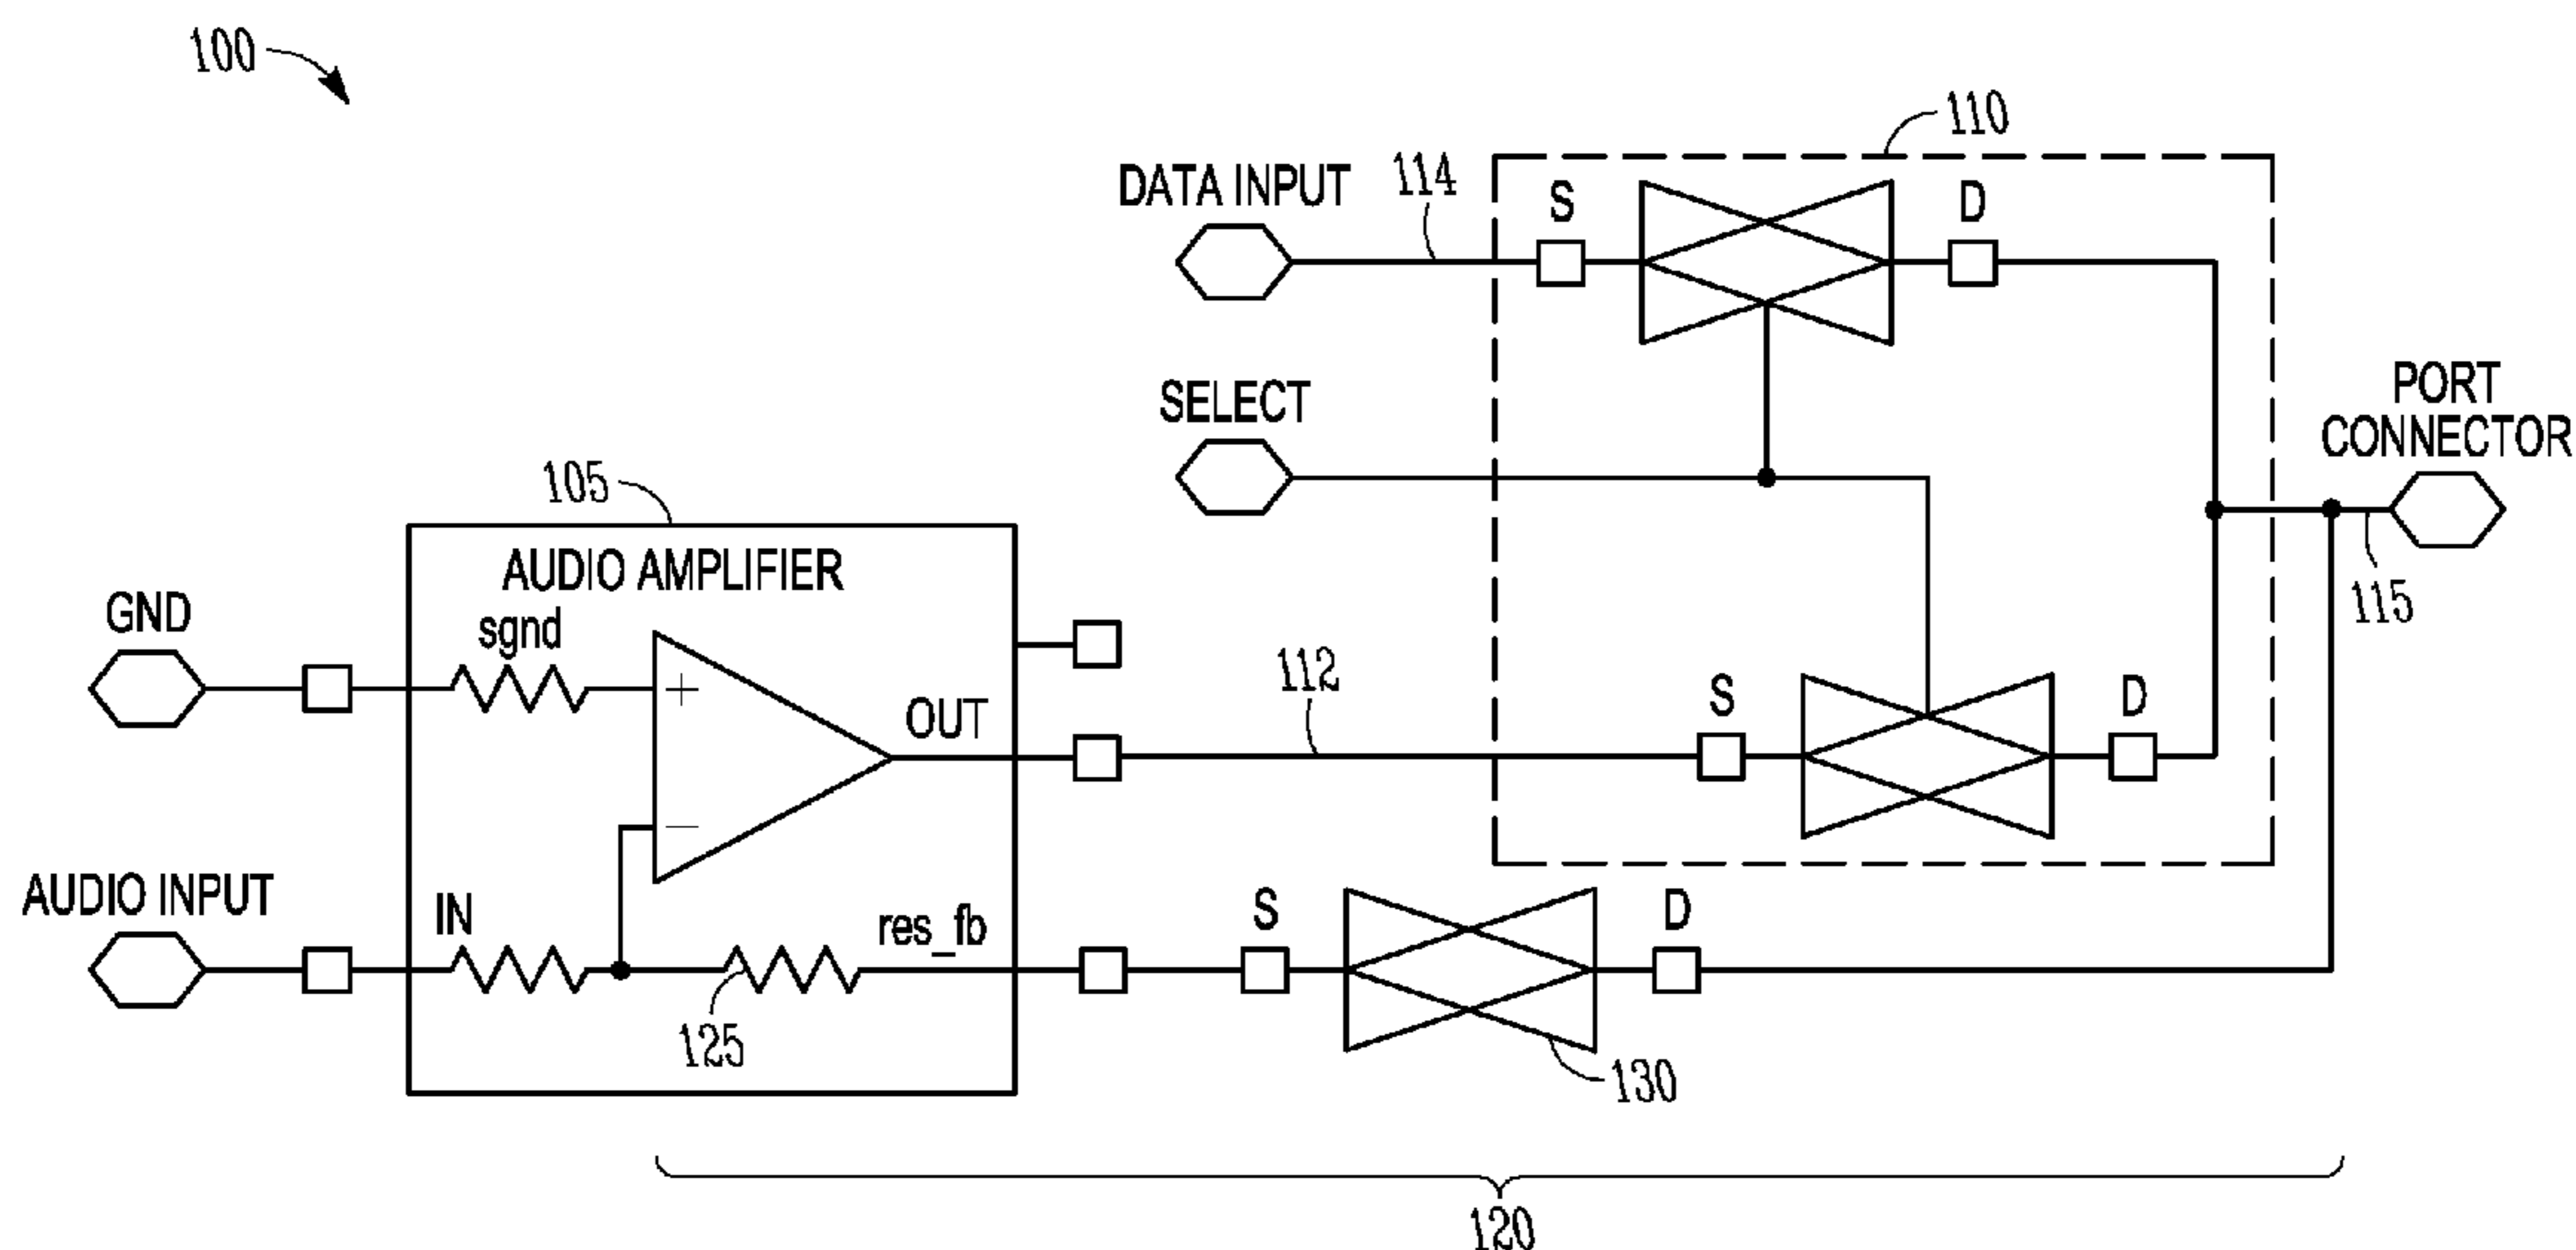 100
110
DATA INPUT
114
S
D
SELECT
PORT
CONNECTOR
105
AUDIO AMPLIFIER
GND
sgnd
115
+
OUT
112
S
D
−
AUDIO INPUT
IN
res_fb
S
D
125
130
120